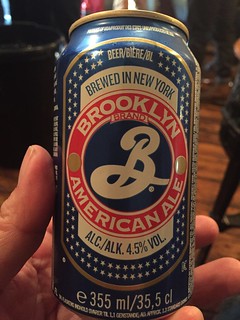 BEER/BIÈRE/ØL
BREWED IN NEW YORK
BROOKLYN
BRAND
B
AMERICAN ALE
ALC./ALK. 4.5% VOL.
℮ 355 ml/35,5 cl